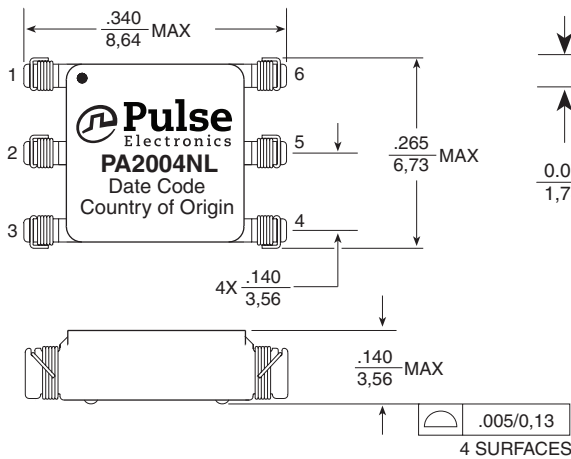 .340
8,64 MAX
1
6
Pulse
Electronics
2
5
.265
6,73 MAX
PA2004NL
Date Code
Country of Origin
3
4
0.0
1,7
4X .140
3,56
.140
3,56 MAX
.005/0,13
4 SURFACES